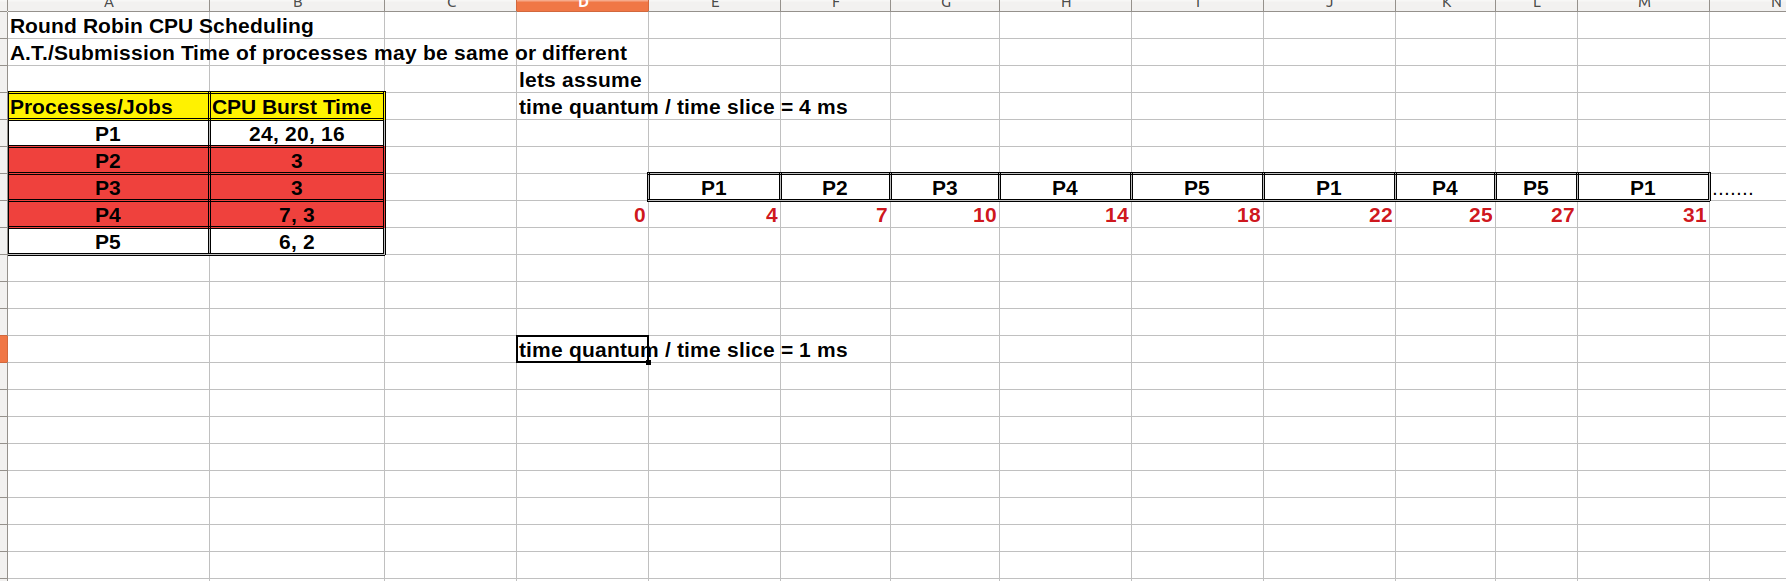 A B C D E F G H I J K L M N
Round Robin CPU Scheduling
A.T./Submission Time of processes may be same or different
lets assume
Processes/Jobs CPU Burst Time time quantum / time slice = 4 ms
P1 24, 20, 16
P2 3
P3 3 P1 P2 P3 P4 P5 P1 P4 P5 P1 .......
P4 7, 3 0 4 7 10 14 18 22 25 27 31
P5 6, 2
time quantum / time slice = 1 ms